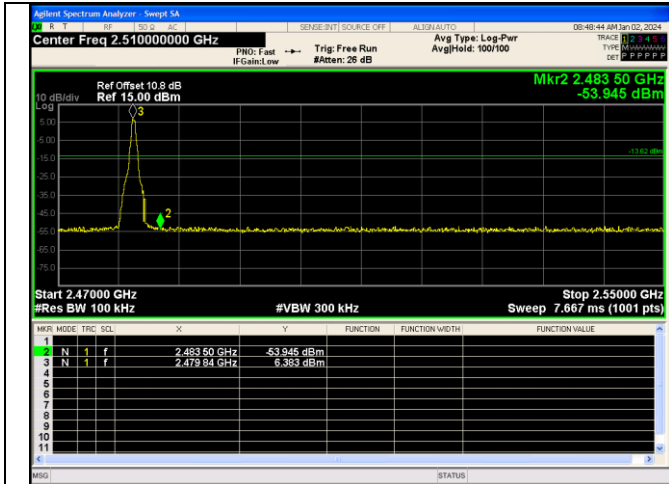 Agilent Spectrum Analyzer - Swept SA
R T RF 50 Ω AC SENSE:INT SOURCE OFF ALIGN AUTO 08:48:44 AM Jan 02, 2024
Center Freq 2.510000000 GHz Avg Type: Log-Pwr TRACE 1 2 3 4 5 6
PNO: Fast Trig: Free Run Avg|Hold: 100/100 TYPE M
IFGain:Low #Atten: 26 dB DET P P P P P P
Mkr2 2.483 50 GHz
Ref Offset 10.8 dB
10 dB/div Ref 15.00 dBm -53.945 dBm
Log
3
5.00
-5.00
-15.0 -13.62 dBm
-25.0
-35.0
-45.0
2
-55.0
-65.0
-75.0
Start 2.47000 GHz Stop 2.55000 GHz
#Res BW 100 kHz #VBW 300 kHz Sweep 7.667 ms (1001 pts)
MKR MODE TRC SCL X Y FUNCTION FUNCTION WIDTH FUNCTION VALUE
1
2 N 1 f 2.483 50 GHz -53.945 dBm
3 N 1 f 2.479 84 GHz 6.383 dBm
4
5
6
7
8
9
10
11
MSG STATUS